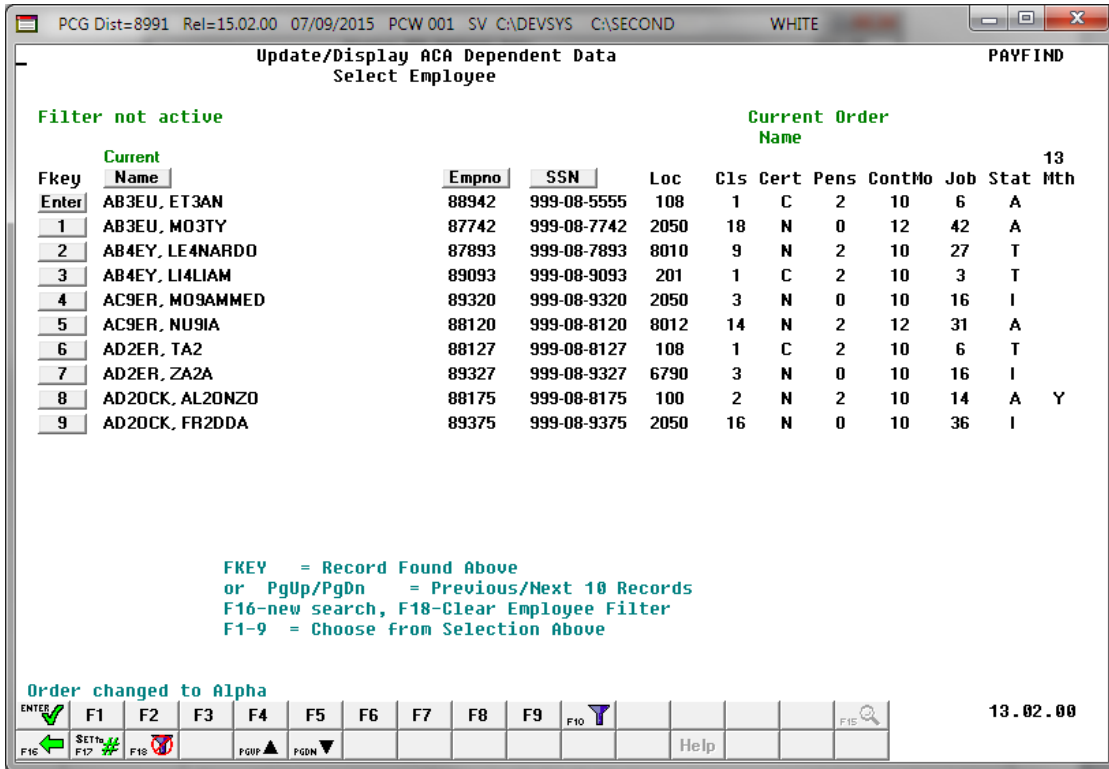 PCG Dist=8991 Rel=15.02.00 07/09/2015 PCW 001 SV C:\DEVSYS C:\SECOND WHITE
Update/Display ACA Dependent Data PAYFIND
Select Employee
Filter not active Current Order
Name
Current 13
Fkey Name Empno SSN Loc Cls Cert Pens ContMo Job Stat Mth
Enter AB3EU, ET3AN 88942 999-08-5555 108 1 C 2 10 6 A
1 AB3EU, MO3TY 87742 999-08-7742 2050 18 N 0 12 42 A
2 AB4EY, LE4NARDO 87893 999-08-7893 8010 9 N 2 10 27 T
3 AB4EY, LI4LIAM 89093 999-08-9093 201 1 C 2 10 3 T
4 AC9ER, MO9AMMED 89320 999-08-9320 2050 3 N 0 10 16 I
5 AC9ER, NU9IA 88120 999-08-8120 8012 14 N 2 12 31 A
6 AD2ER, TA2 88127 999-08-8127 108 1 C 2 10 6 T
7 AD2ER, ZA2A 89327 999-08-9327 6790 3 N 0 10 16 I
8 AD2OCK, AL2ONZO 88175 999-08-8175 100 2 N 2 10 14 A Y
9 AD2OCK, FR2DDA 89375 999-08-9375 2050 16 N 0 10 36 I
FKEY = Record Found Above
or PgUp/PgDn = Previous/Next 10 Records
F16-new search, F18-Clear Employee Filter
F1-9 = Choose from Selection Above
Order changed to Alpha
ENTER F1 F2 F3 F4 F5 F6 F7 F8 F9 F10 F15 13.02.00
F16 SETto F17 # F18 PGUP PGDN Help